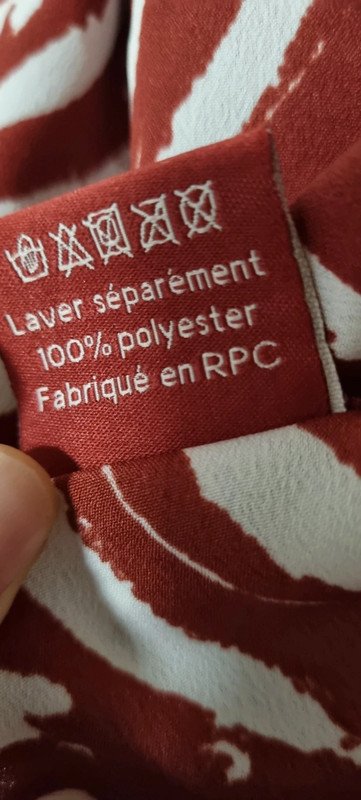 Laver séparément
100% polyester
Fabriqué en RPC